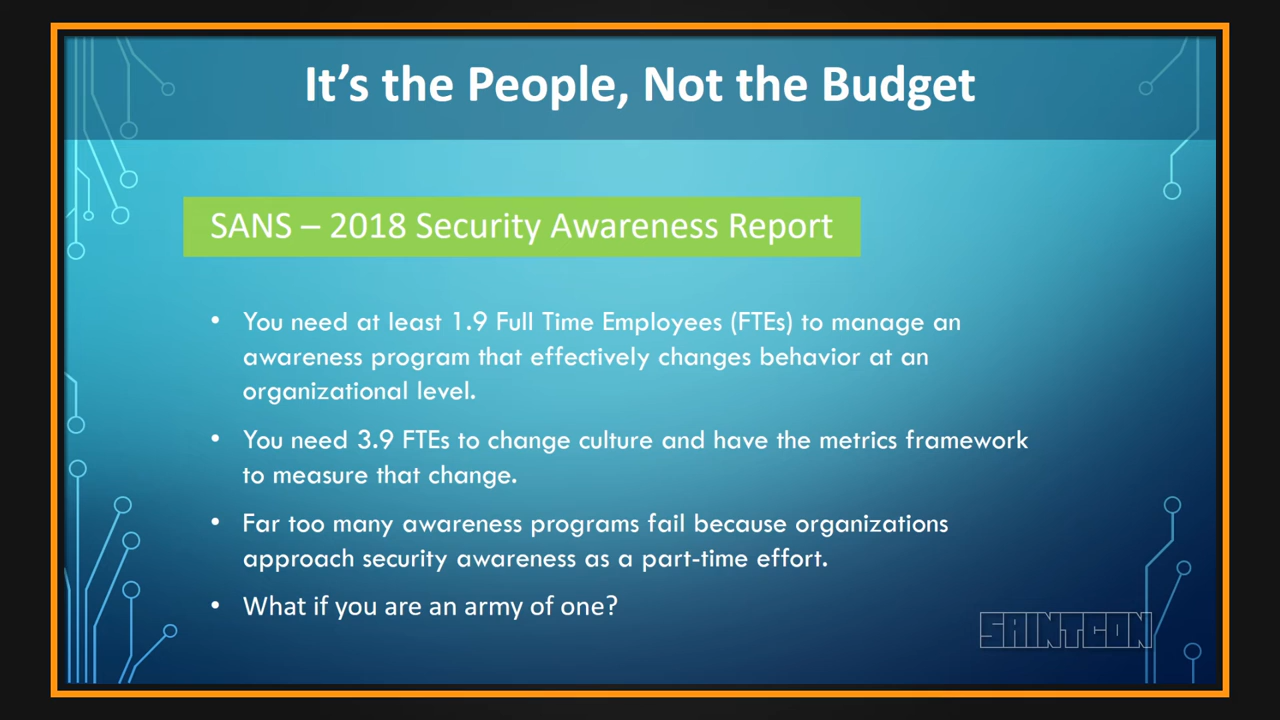 It's the People, Not the Budget
SANS – 2018 Security Awareness Report
• You need at least 1.9 Full Time Employees (FTEs) to manage an
awareness program that effectively changes behavior at an
organizational level.
• You need 3.9 FTEs to change culture and have the metrics framework
to measure that change.
• Far too many awareness programs fail because organizations
approach security awareness as a part-time effort.
• What if you are an army of one?
SAINTCON